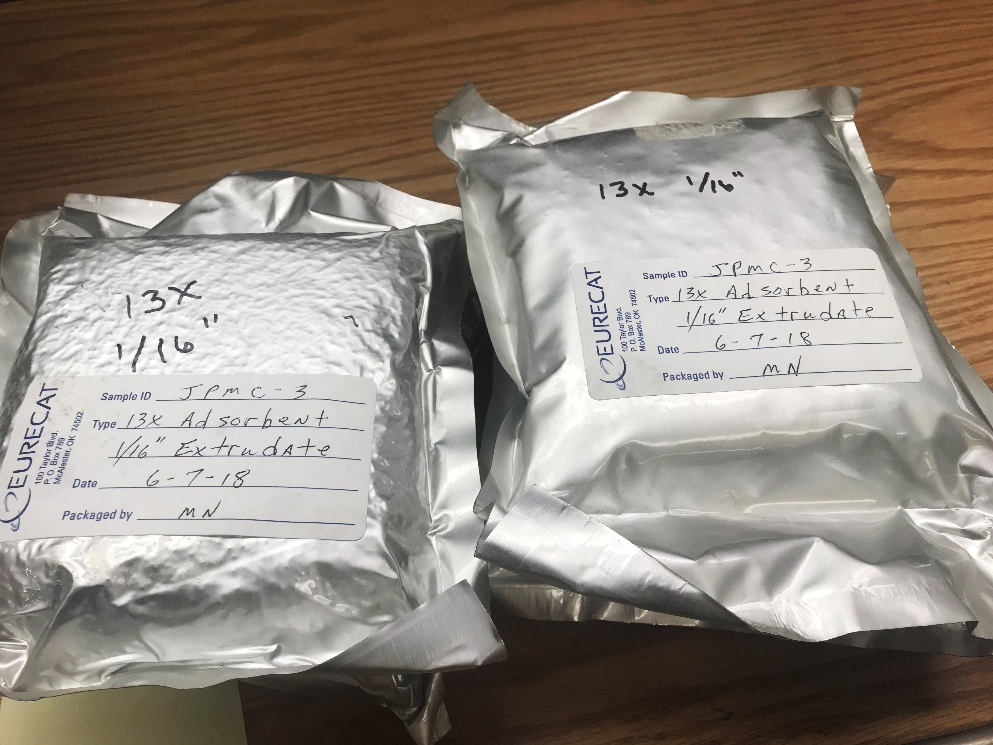 13X
1/16"
EURECAT
100 Taylor Blvd.
P. O. Box 789
McAlester, OK 74502
Sample ID JPMC-3
Type 13X Adsorbent
1/16" Extrudate
Date 6-7-18
Packaged by MN
13X 1/16"
EURECAT
100 Taylor Blvd.
P. O. Box 789
McAlester, OK 74502
Sample ID JPMC-3
Type 13X Adsorbent
1/16" Extrudate
Date 6-7-18
Packaged by MN